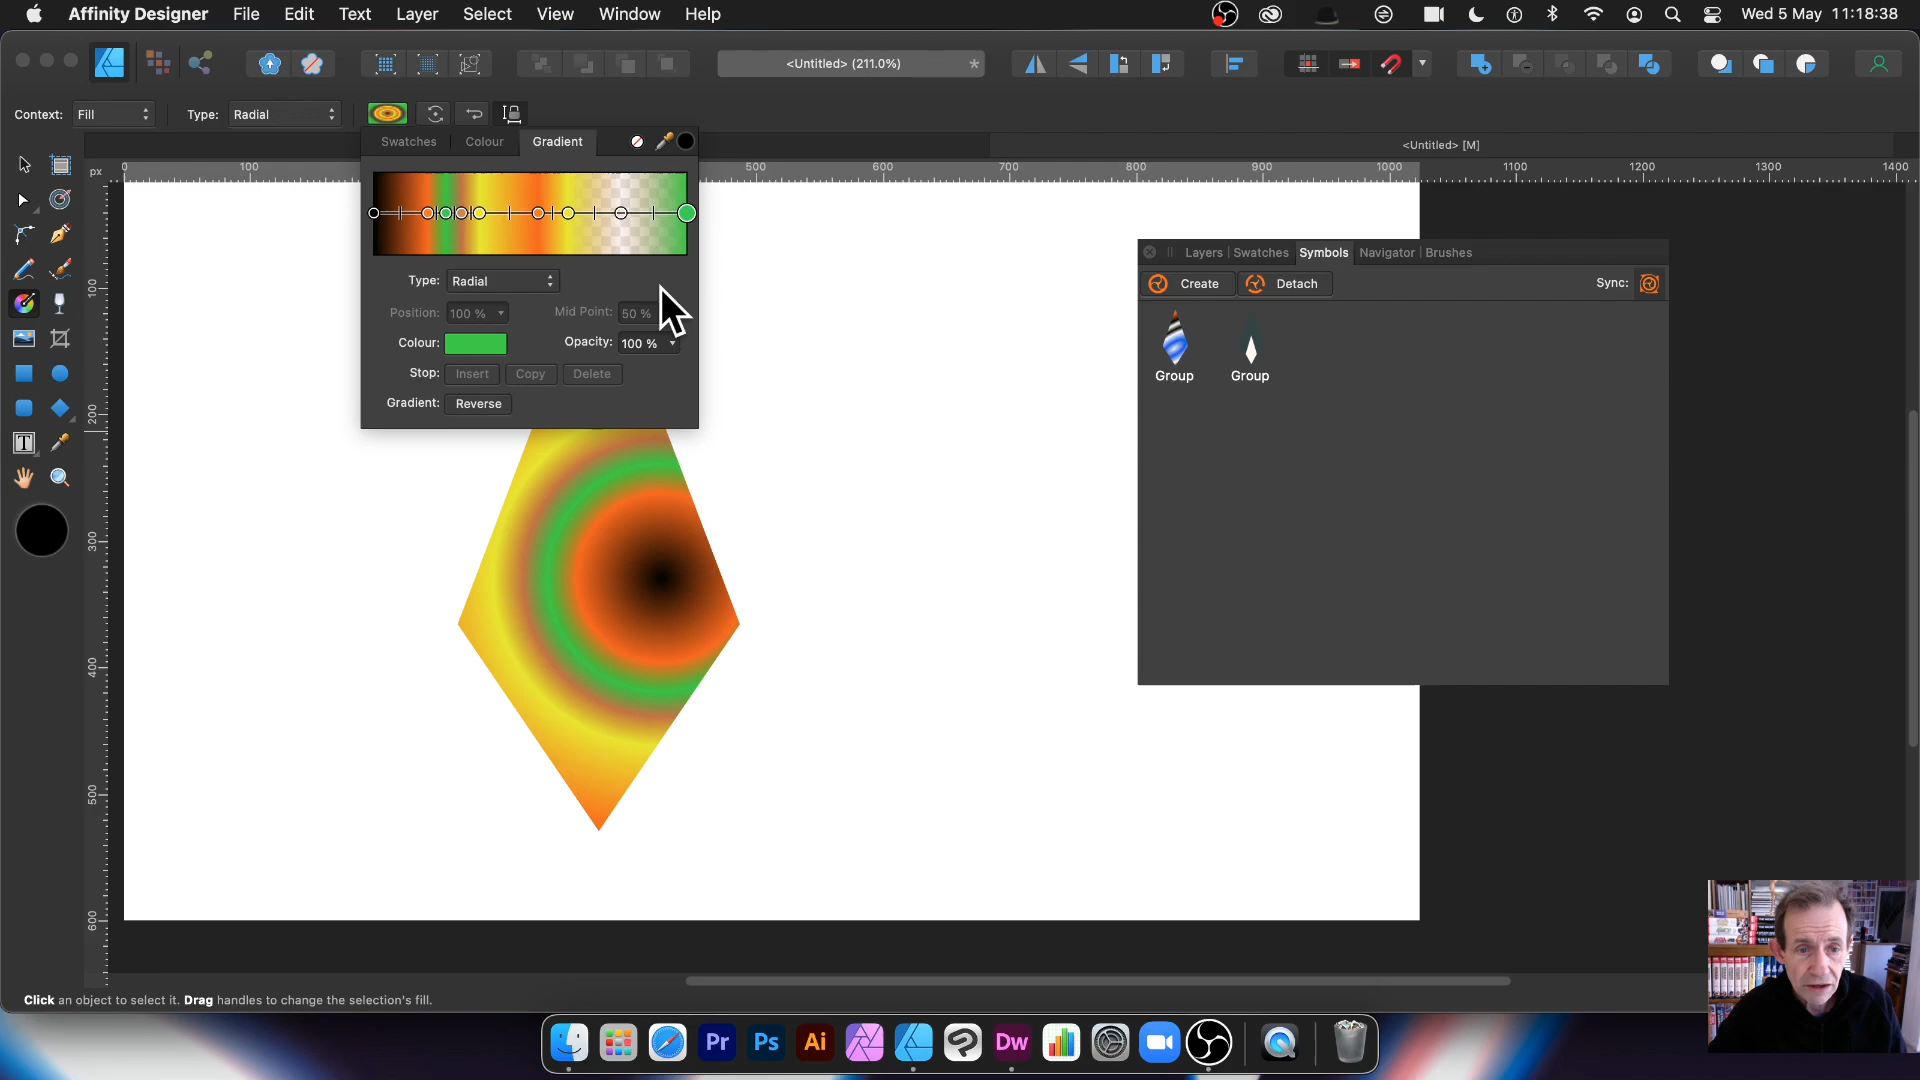 Affinity Designer File Edit Text Layer Select View Window Help Wed 5 May 11:18:38
<Untitled> (211.0%) *
Context: Fill Type: Radial
Swatches Colour Gradient
<Untitled> [M]
px 0 100 500 600 700 800 900 1000 1100 1200 1300 1400
100
200
300
400
500
600
Type: Radial
Position: 100 % Mid Point: 50 %
Colour: Opacity: 100 %
Stop: Insert Copy Delete
Gradient: Reverse
Layers Swatches Symbols Navigator Brushes
Create Detach Sync:
Group Group
Click an object to select it. Drag handles to change the selection's fill.
Pr Ps Ai Dw